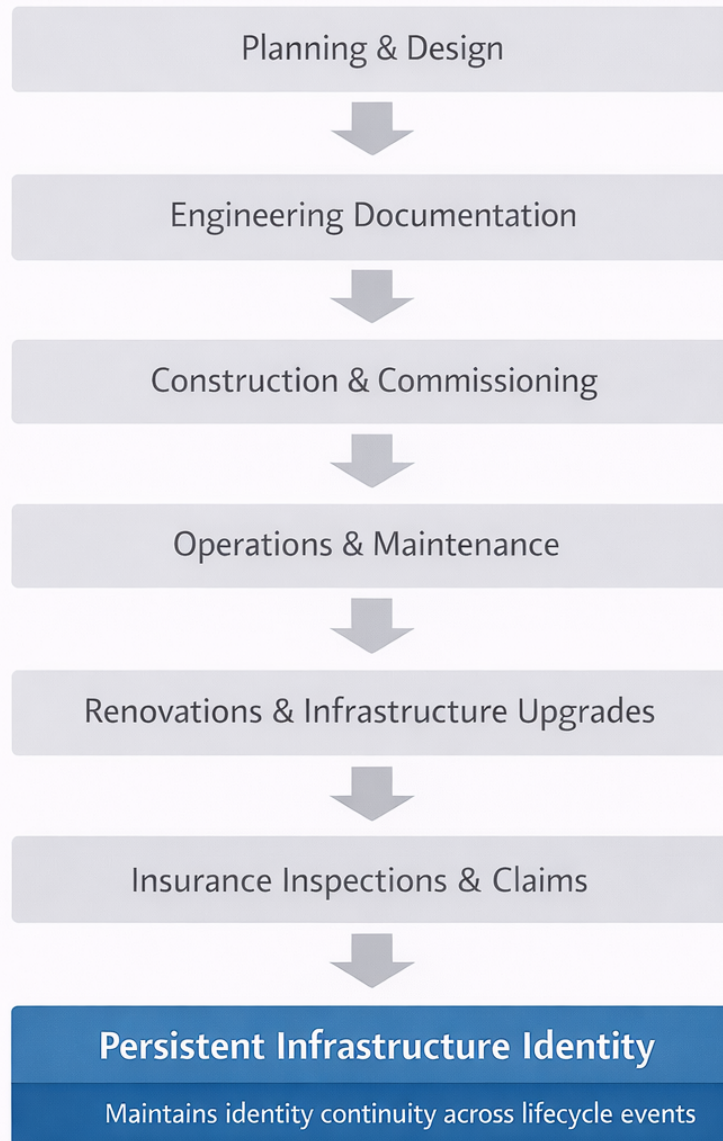 Planning & Design
Engineering Documentation
Construction & Commissioning
Operations & Maintenance
Renovations & Infrastructure Upgrades
Insurance Inspections & Claims
Persistent Infrastructure Identity
Maintains identity continuity across lifecycle events